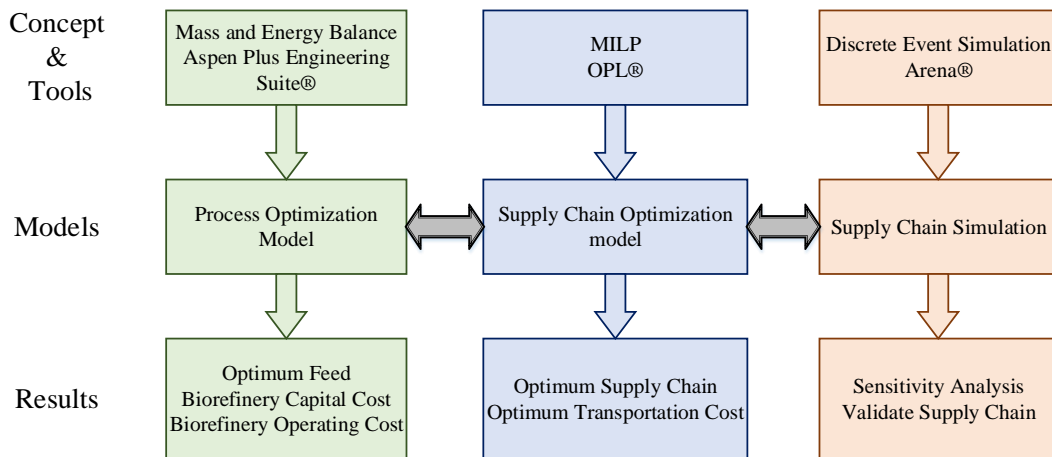 Concept
&
Tools
Mass and Energy Balance
Aspen Plus Engineering
Suite®
MILP
OPL®
Discrete Event Simulation
Arena®
Models
Process Optimization
Model
Supply Chain Optimization
model
Supply Chain Simulation
Results
Optimum Feed
Biorefinery Capital Cost
Biorefinery Operating Cost
Optimum Supply Chain
Optimum Transportation Cost
Sensitivity Analysis
Validate Supply Chain